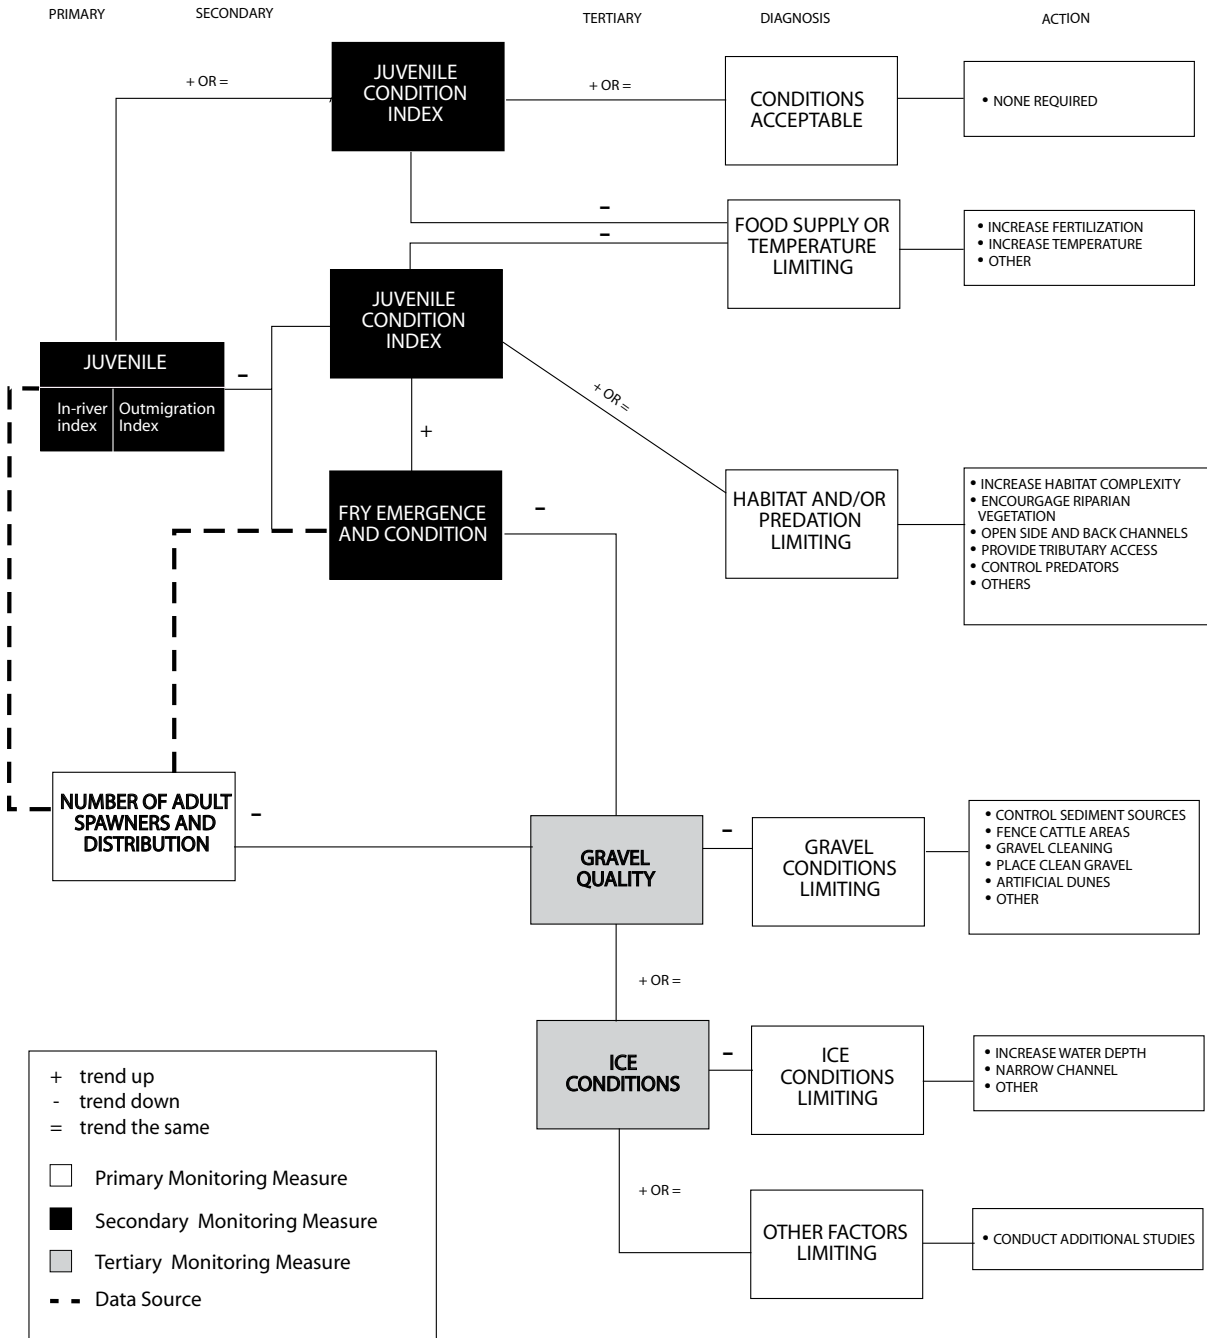 PRIMARY
SECONDARY
TERTIARY
DIAGNOSIS
ACTION
+ OR =
JUVENILE
CONDITION
INDEX
+ OR =
CONDITIONS
ACCEPTABLE
• NONE REQUIRED
-
-
FOOD SUPPLY OR
TEMPERATURE
LIMITING
• INCREASE FERTILIZATION
• INCREASE TEMPERATURE
• OTHER
JUVENILE
CONDITION
INDEX
JUVENILE
In-river
index
Outmigration
Index
-
+ OR =
+
FRY EMERGENCE
AND CONDITION
-
HABITAT AND/OR
PREDATION
LIMITING
• INCREASE HABITAT COMPLEXITY
• ENCOURGAGE RIPARIAN
VEGETATION
• OPEN SIDE AND BACK CHANNELS
• PROVIDE TRIBUTARY ACCESS
• CONTROL PREDATORS
• OTHERS
NUMBER OF ADULT
SPAWNERS AND
DISTRIBUTION
-
GRAVEL
QUALITY
-
GRAVEL
CONDITIONS
LIMITING
• CONTROL SEDIMENT SOURCES
• FENCE CATTLE AREAS
• GRAVEL CLEANING
• PLACE CLEAN GRAVEL
• ARTIFICIAL DUNES
• OTHER
+ OR =
ICE
CONDITIONS
-
ICE
CONDITIONS
LIMITING
• INCREASE WATER DEPTH
• NARROW CHANNEL
• OTHER
+ OR =
OTHER FACTORS
LIMITING
• CONDUCT ADDITIONAL STUDIES
+ trend up
- trend down
= trend the same
Primary Monitoring Measure
Secondary Monitoring Measure
Tertiary Monitoring Measure
Data Source